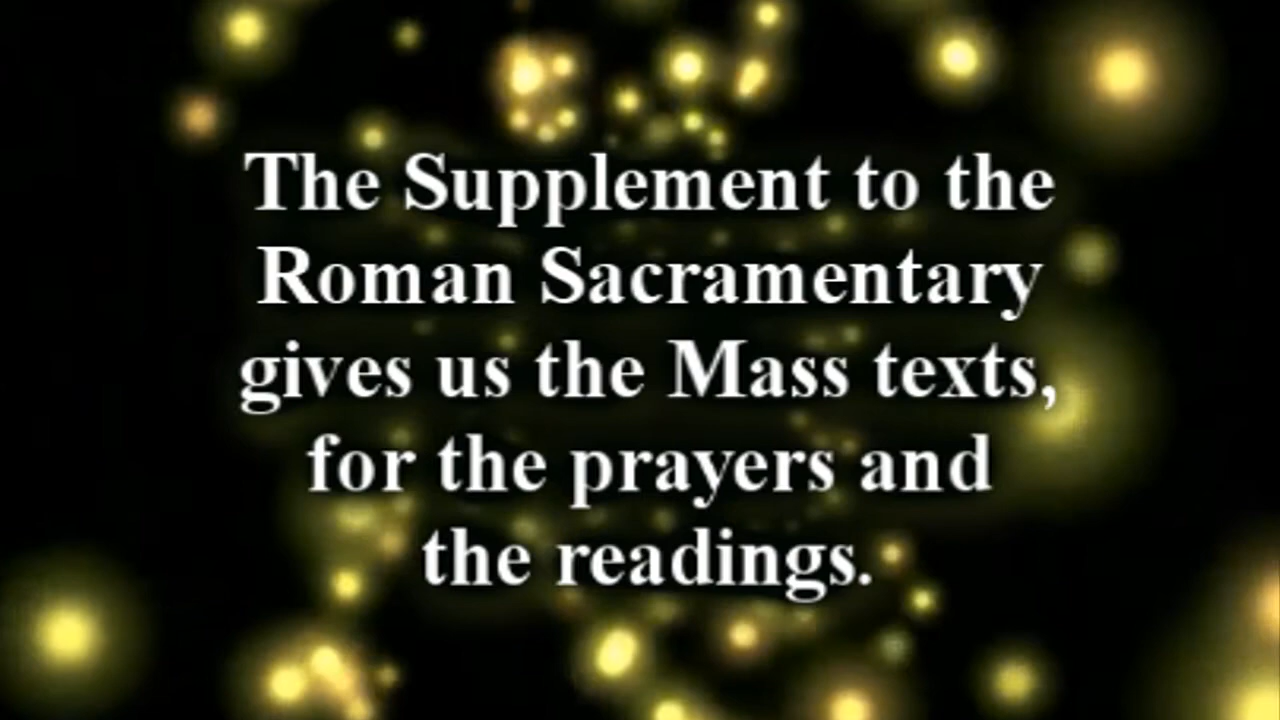 The Supplement to the
Roman Sacramentary
gives us the Mass texts,
for the prayers and
the readings.